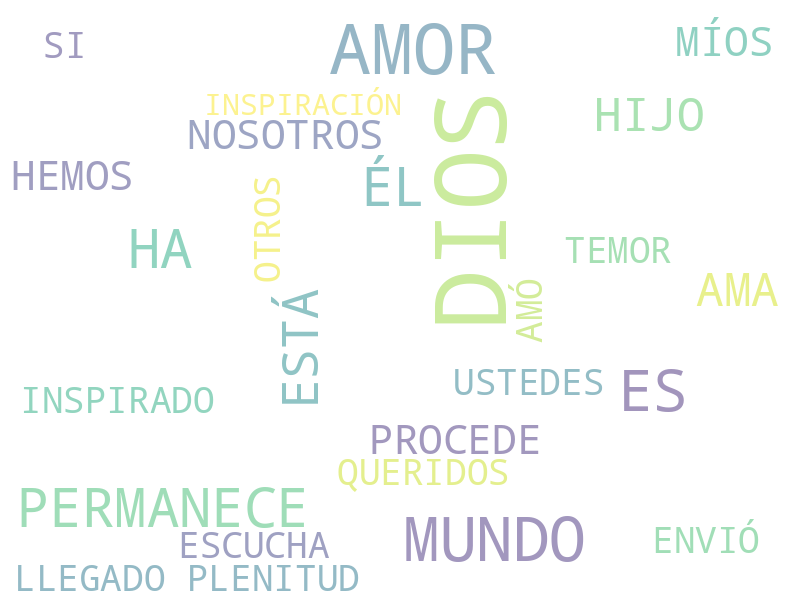 SI
AMOR
MÍOS
INSPIRACIÓN
HIJO
NOSOTROS
DIOS
HEMOS
ÉL
OTROS
HA
TEMOR
AMA
AMÓ
ESTÁ
USTEDES
ES
INSPIRADO
PROCEDE
QUERIDOS
PERMANECE
MUNDO
ESCUCHA
ENVIÓ
LLEGADO PLENITUD